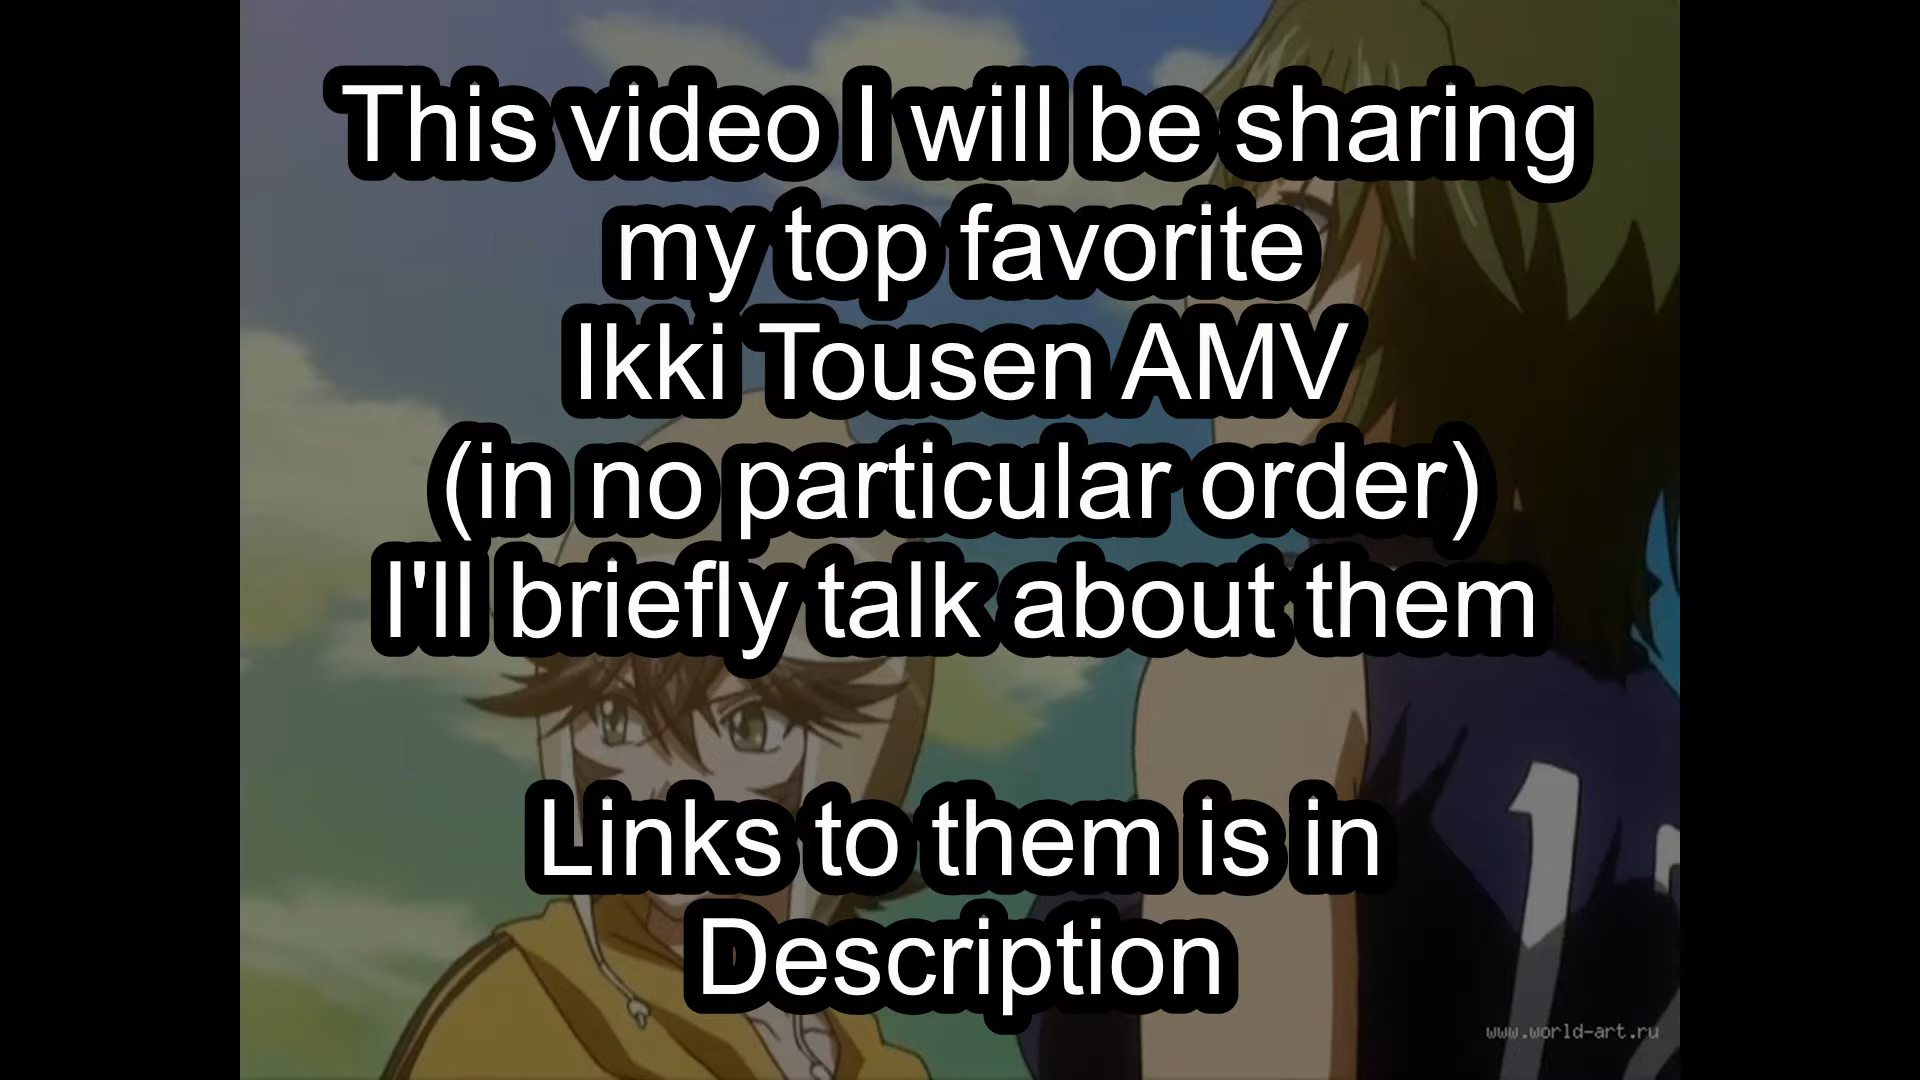 This video I will be sharing
my top favorite
Ikki Tousen AMV
(in no particular order)
I'll briefly talk about them
Links to them is in
Description
1
www.world-art.ru